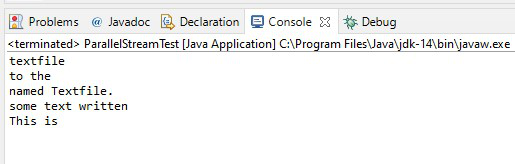 Problems @ Javadoc Declaration Console Debug
<terminated> ParallelStreamTest [Java Application] C:\Program Files\Java\jdk-14\bin\javaw.exe
textfile
to the
named Textfile.
some text written
This is